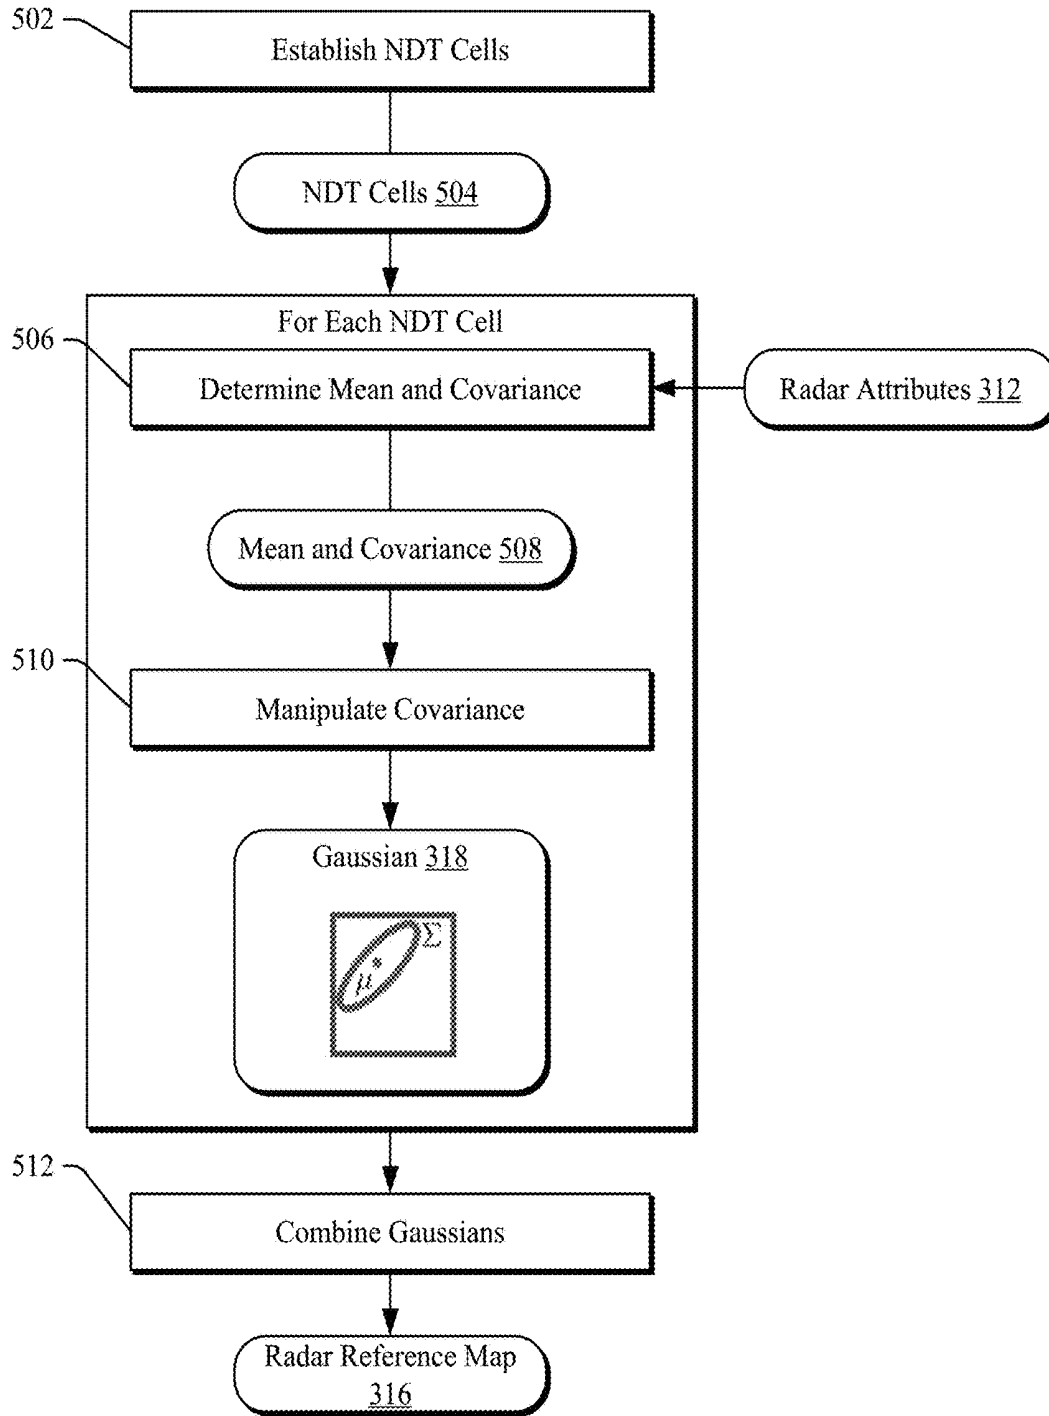 502
Establish NDT Cells
NDT Cells 504
For Each NDT Cell
506
Determine Mean and Covariance
Radar Attributes 312
Mean and Covariance 508
510
Manipulate Covariance
Gaussian 318
Σ
μ
512
Combine Gaussians
Radar Reference Map
316